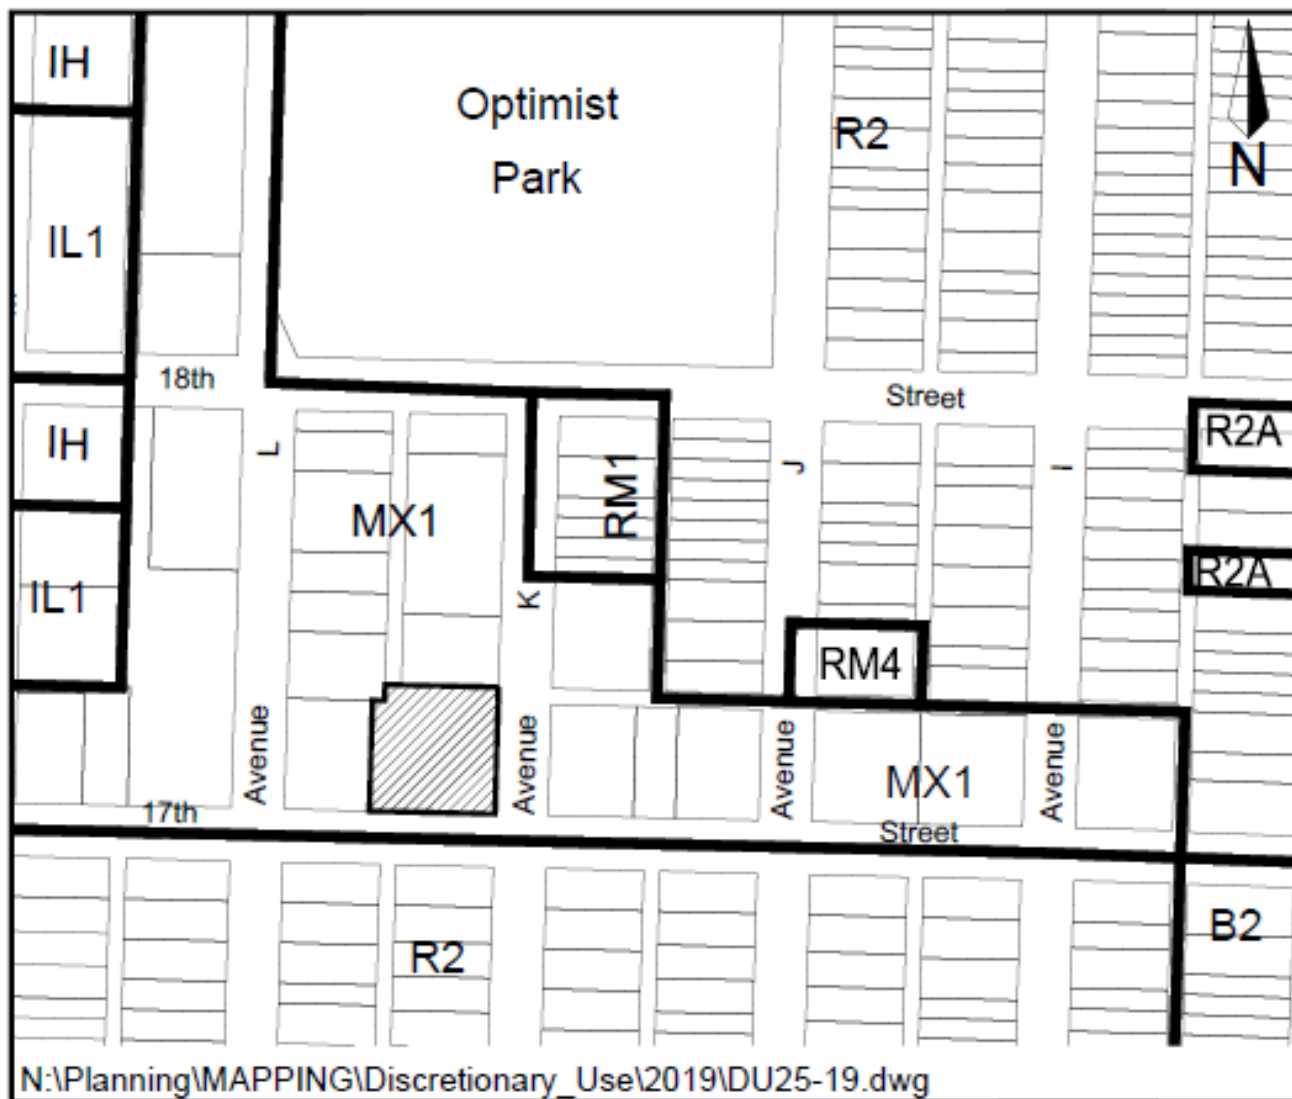 IH
Optimist
Park
R2
N
IL1
18th
Street
R2A
IH
L
MX1
RM1
J
I
R2A
IL1
K
RM4
Avenue
Avenue
Avenue
Avenue
MX1
17th
Street
R2
B2
N:\Planning\MAPPING\Discretionary_Use\2019\DU25-19.dwg